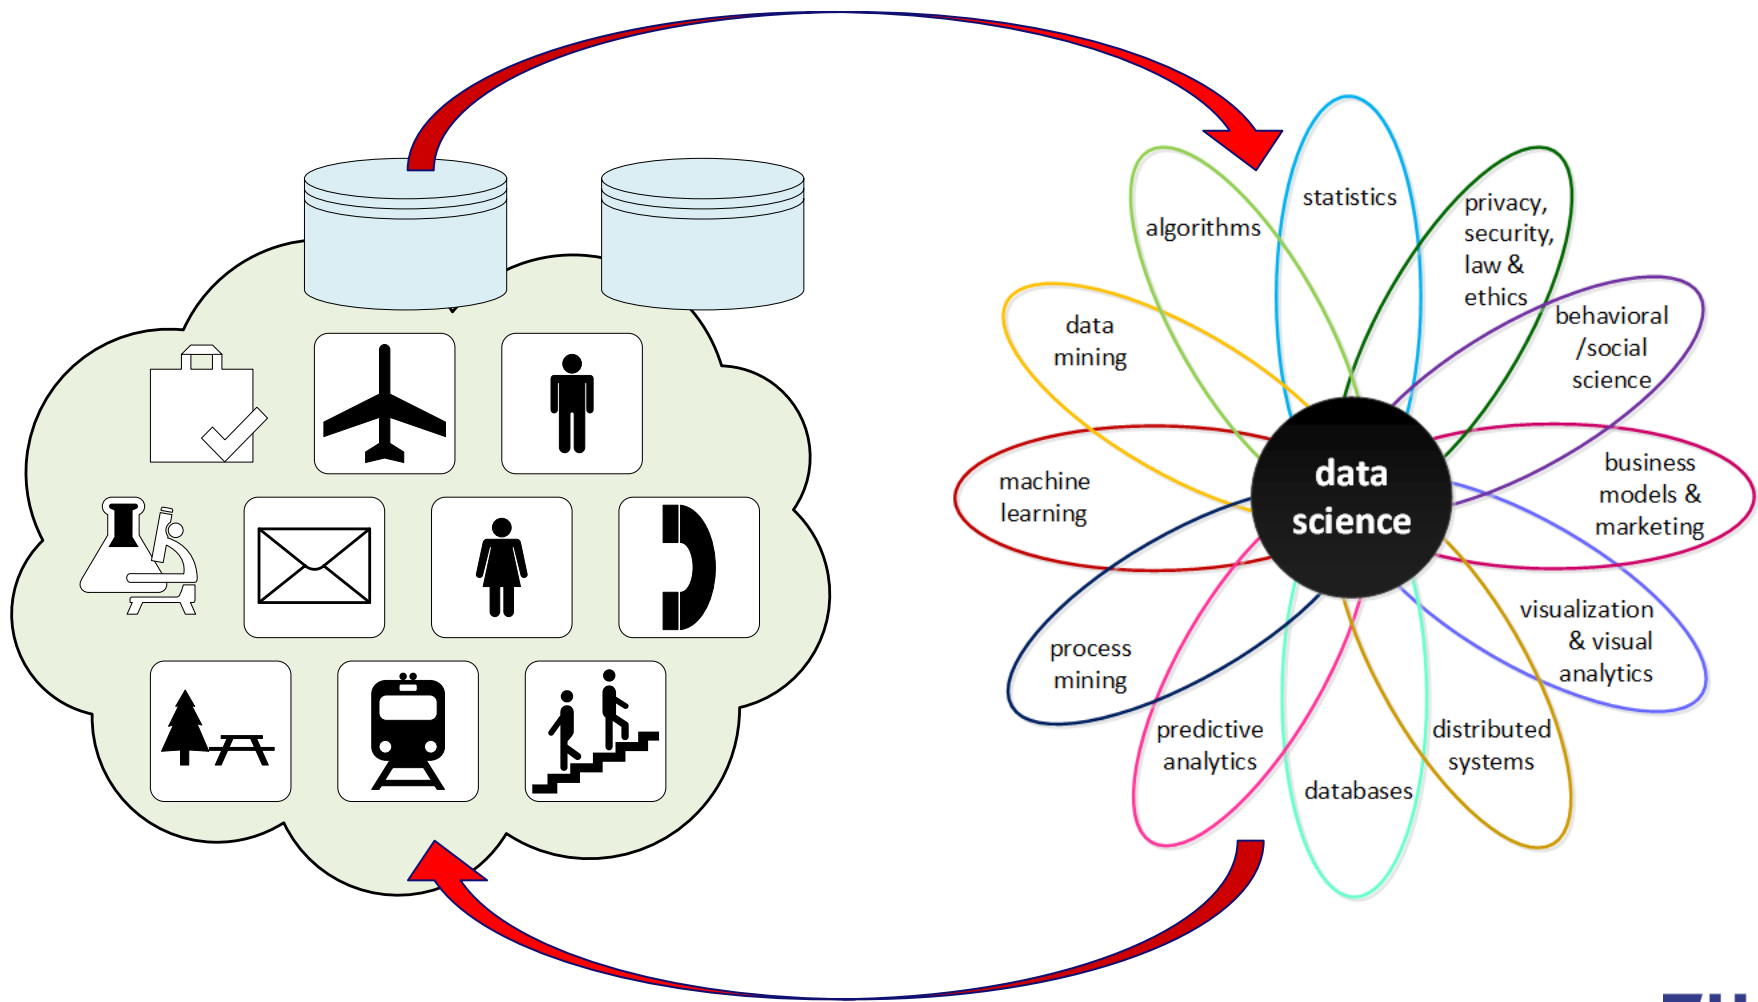 statistics
privacy,
security,
law &
ethics
behavioral
/social
science
business
models &
marketing
visualization
& visual
analytics
distributed
systems
databases
predictive
analytics
process
mining
machine
learning
data
mining
algorithms
data
science